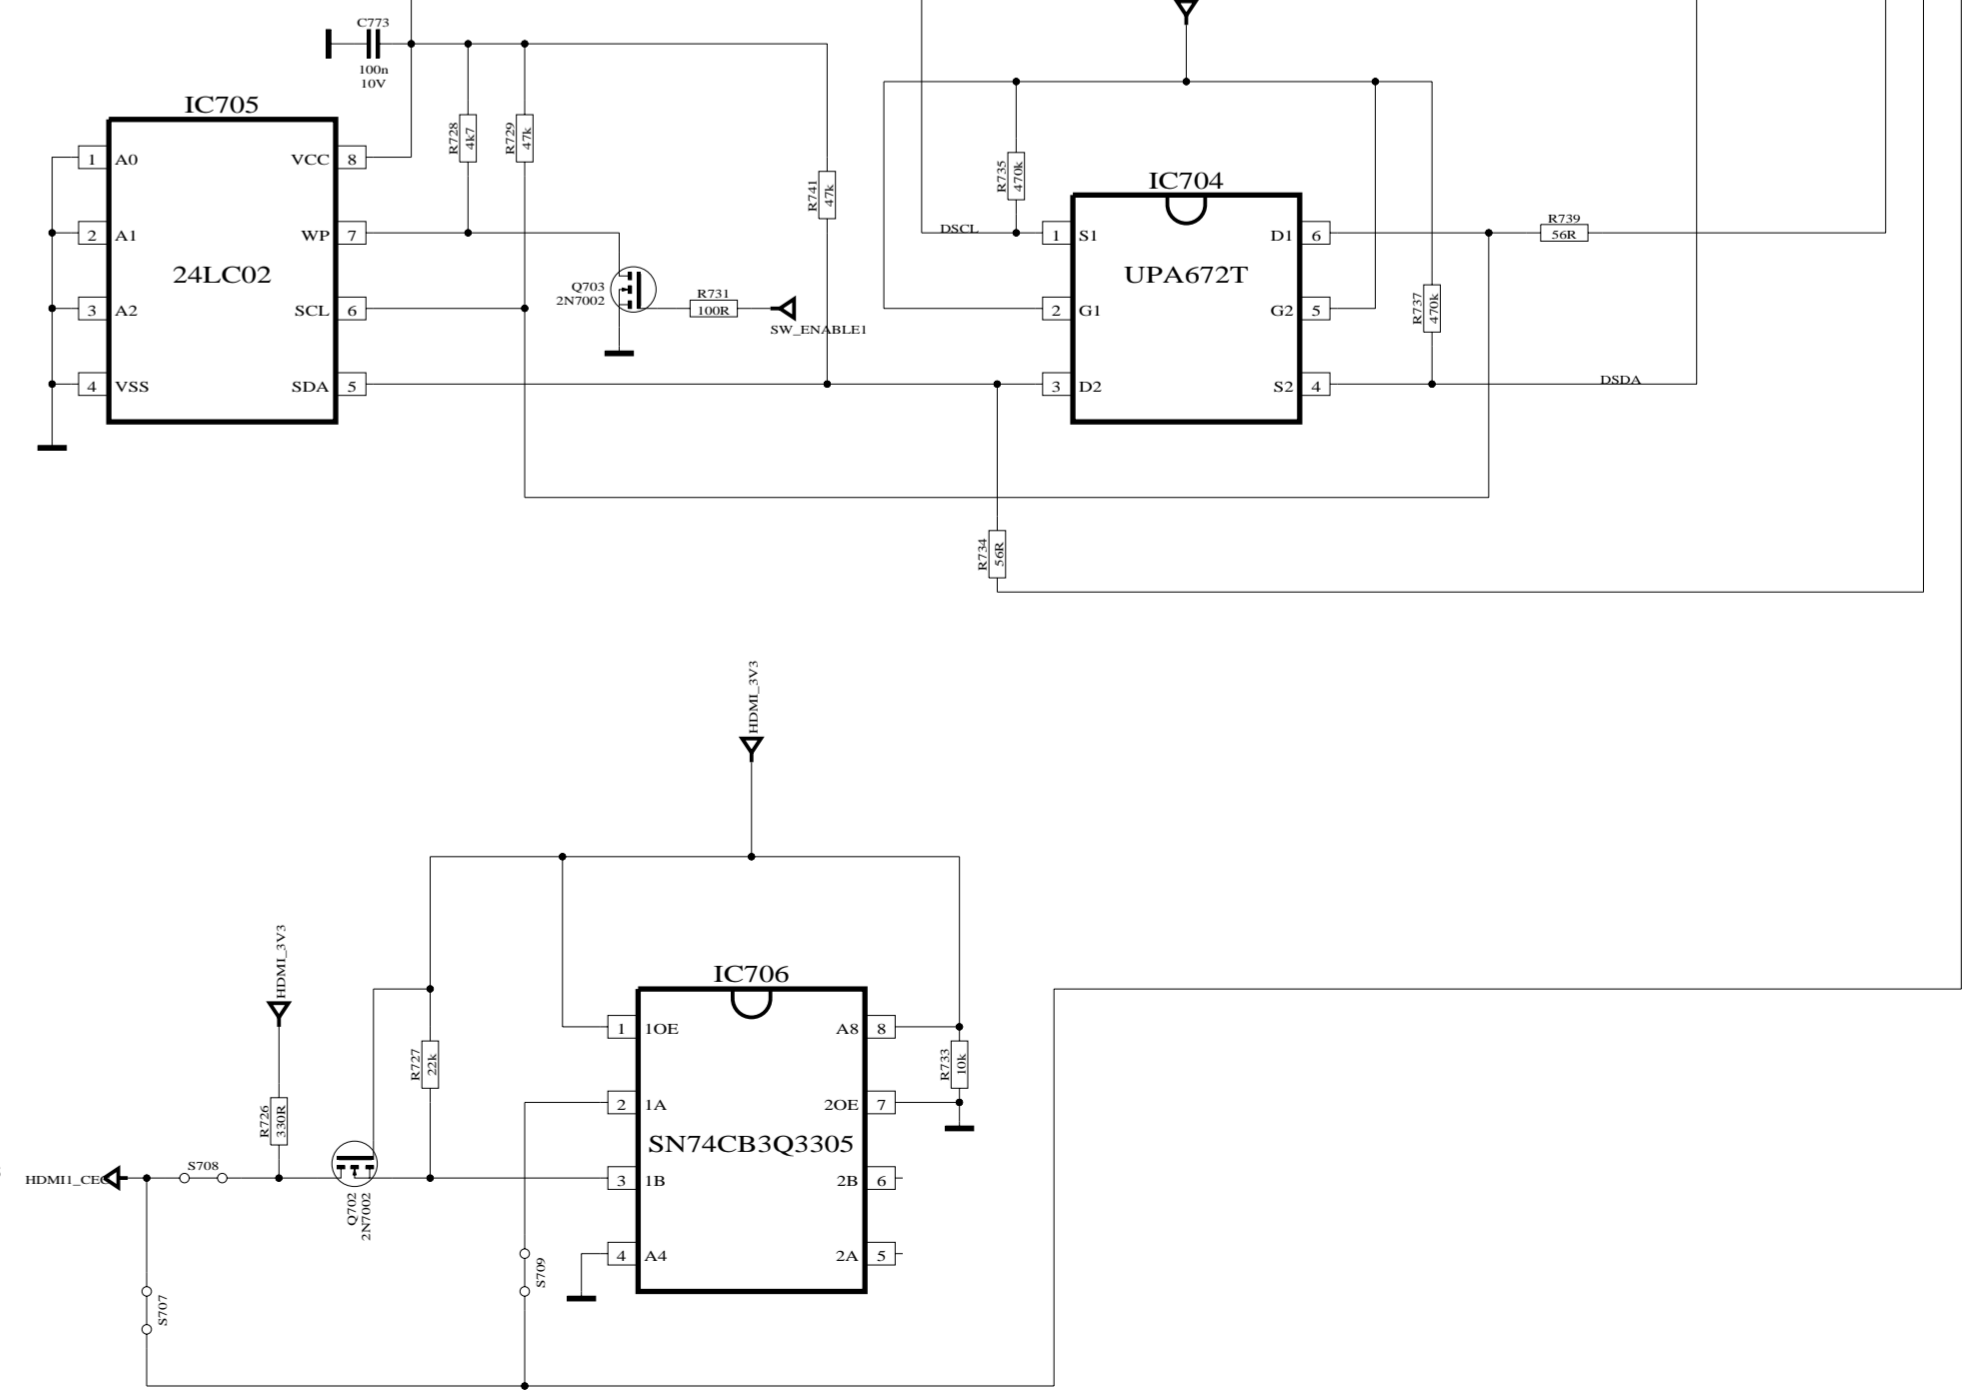 C773
100n
10V
IC705
1 A0
2 A1
3 A2
4 VSS
VCC 8
WP 7
SCL 6
SDA 5
24LC02
R728
4k7
R729
47k
Q703
2N7002
R731
100R
SW_ENABLE1
R741
47k
DSCL
R735
470k
IC704
1 S1
2 G1
3 D2
D1 6
G2 5
S2 4
UPA672T
R737
470k
R739
56R
DSDA
R734
56R
HDMI_3V3
HDMI_3V3
R726
330R
R727
22k
HDMI1_CEC
S708
Q702
2N7002
S707
S709
IC706
1 1OE
2 1A
3 1B
4 A4
A8 8
2OE 7
2B 6
2A 5
SN74CB3Q3305
R733
10k